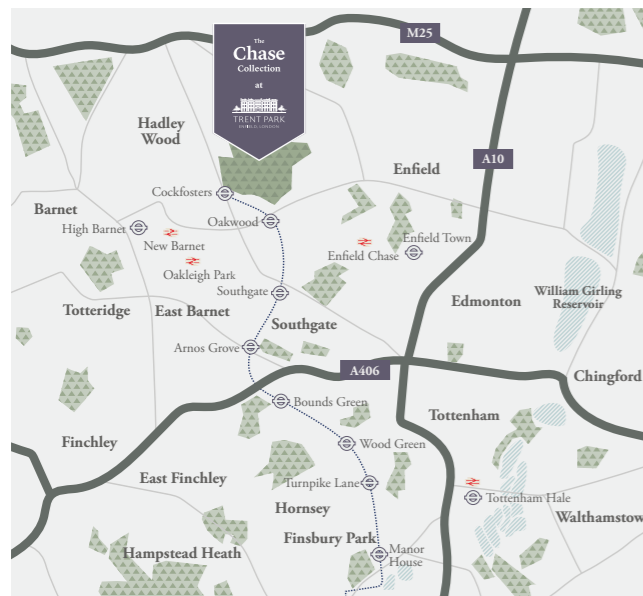 M25
The
Chase
Collection
at
TRENT PARK
ENFIELD, LONDON
Hadley
Wood
A10
Enfield
Cockfosters
Barnet
High Barnet
Oakwood
New Barnet
Enfield Town
Enfield Chase
Oakleigh Park
Southgate
William Girling
Reservoir
Edmonton
Totteridge
East Barnet
Southgate
Arnos Grove
A406
Chingford
Bounds Green
Tottenham
Finchley
Wood Green
East Finchley
Turnpike Lane
Tottenham Hale
Hornsey
Walthamstow
Finsbury Park
Hampstead Heath
Manor
House